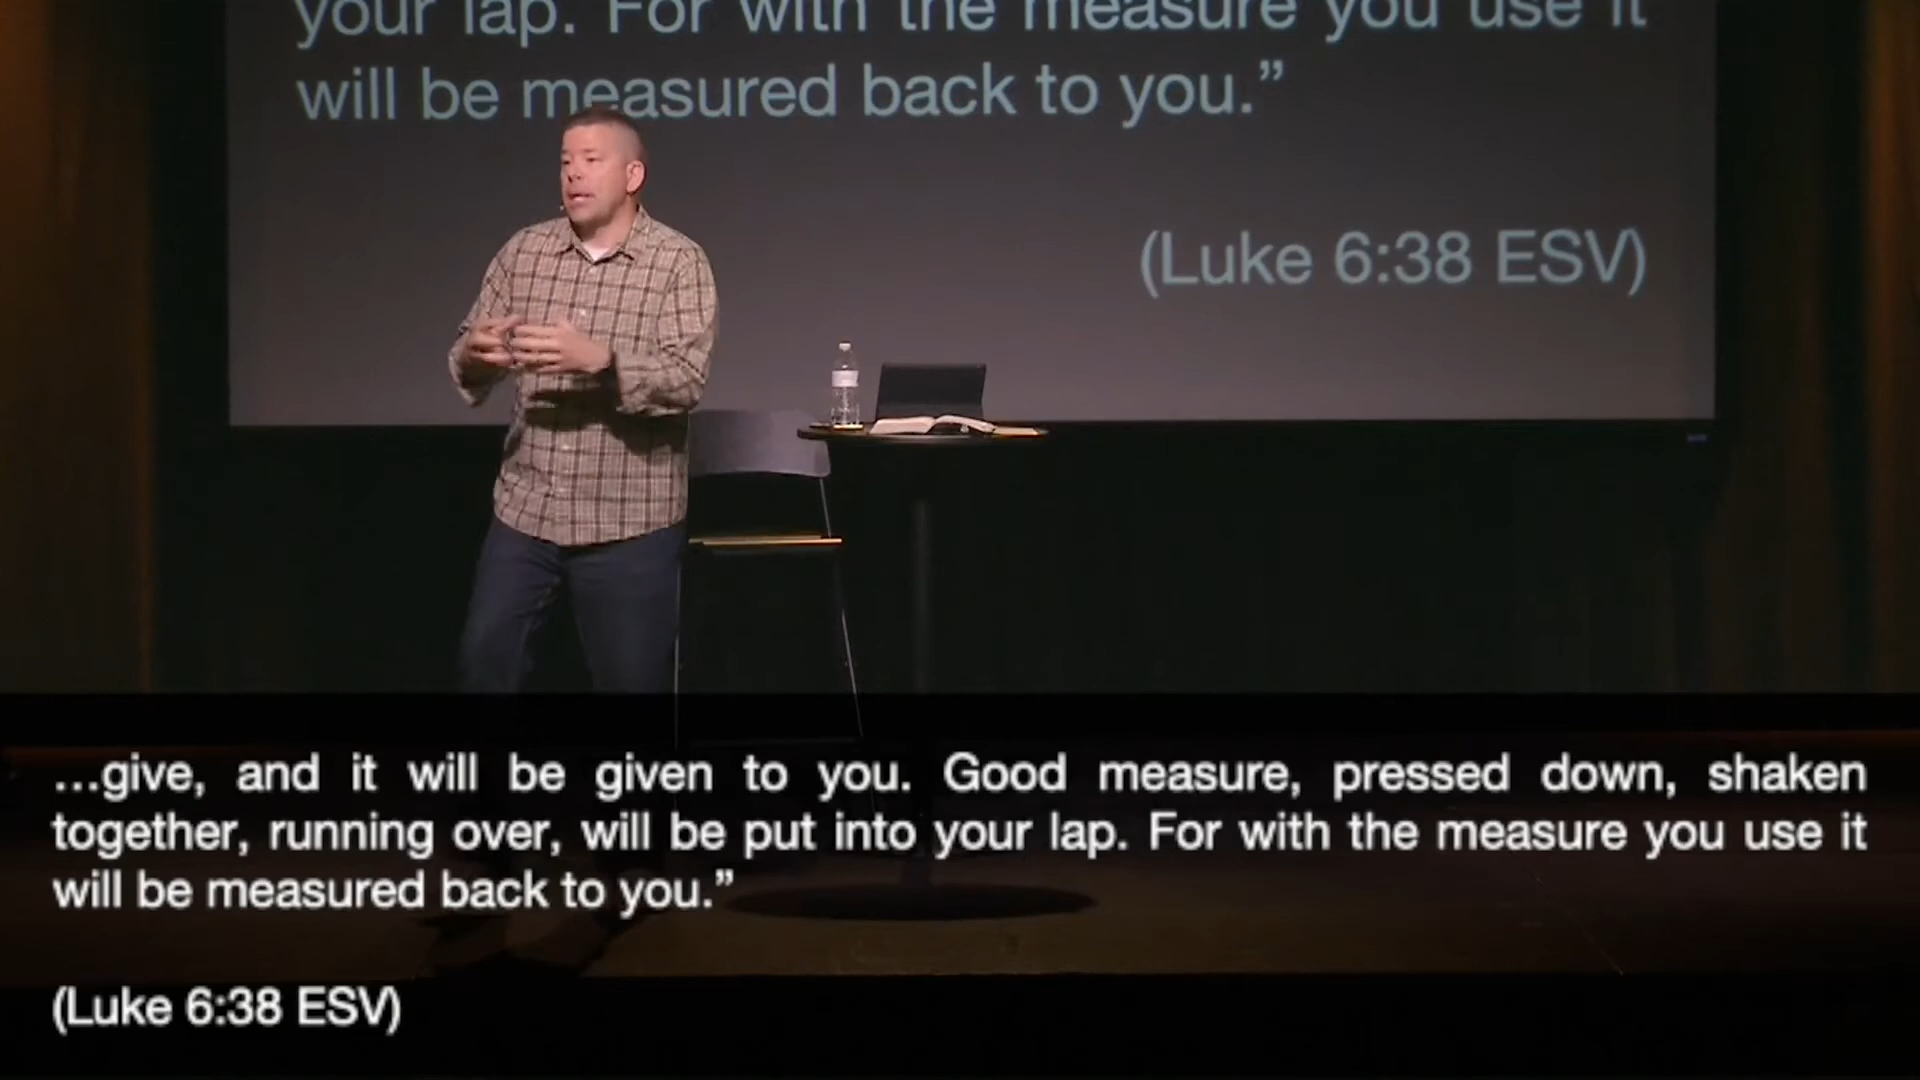 your lap. For with the measure you use it
will be measured back to you.”
(Luke 6:38 ESV)
…give, and it will be given to you. Good measure, pressed down, shaken
together, running over, will be put into your lap. For with the measure you use it
will be measured back to you.”
(Luke 6:38 ESV)